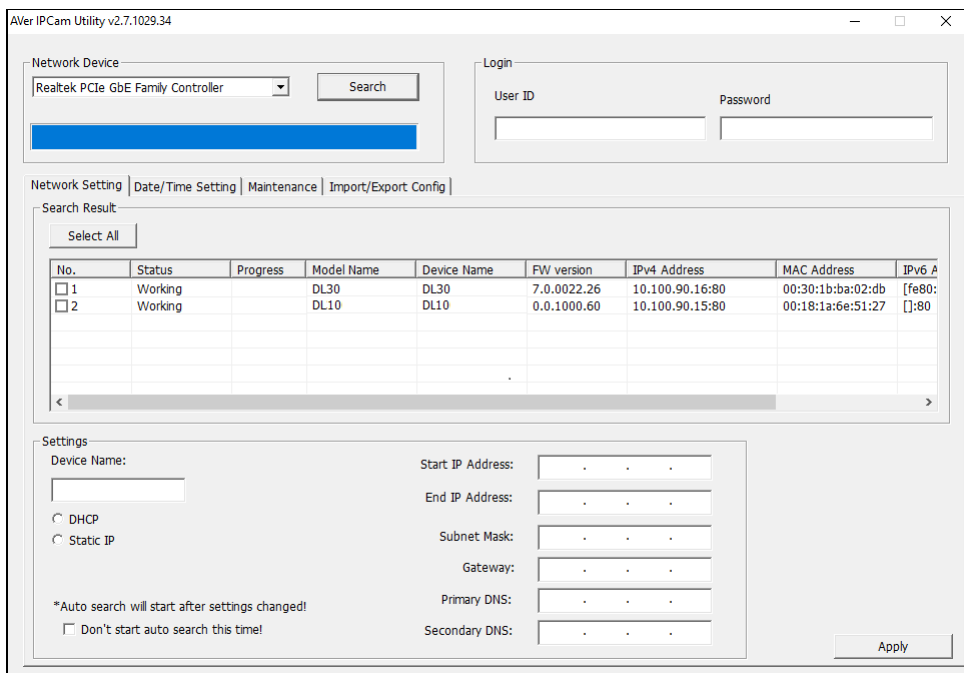 AVer IPCam Utility v2.7.1029.34
Network Device
Realtek PCIe GbE Family Controller
Search
Login
User ID
Password
Network Setting
Date/Time Setting
Maintenance
Import/Export Config
Search Result
Select All
No. Status Progress Model Name Device Name FW version IPv4 Address MAC Address IPv6 A
1 Working DL30 DL30 7.0.0022.26 10.100.90.16:80 00:30:1b:ba:02:db [fe80:
2 Working DL10 DL10 0.0.1000.60 10.100.90.15:80 00:18:1a:6e:51:27 []:80
Settings
Device Name:
DHCP
Static IP
*Auto search will start after settings changed!
Don't start auto search this time!
Start IP Address: . . .
End IP Address: . . .
Subnet Mask: . . .
Gateway: . . .
Primary DNS: . . .
Secondary DNS: . . .
Apply